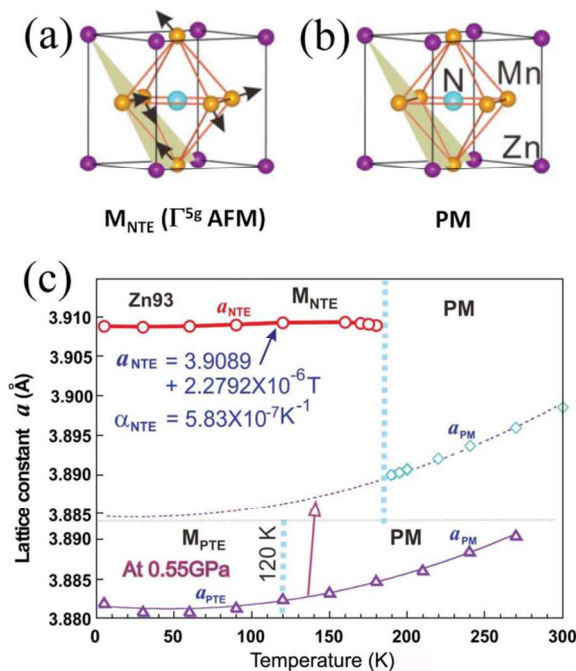 (a)
(b)
N
Mn
Zn
M_NTE (Γ^5g AFM)
PM
(c)
Zn93
M_NTE
PM
a_NTE
a_NTE = 3.9089
+ 2.2792X10^-6T
α_NTE = 5.83X10^-7K^-1
a_PM
M_PTE
PM
At 0.55GPa
120 K
a_PM
a_PTE
Lattice constant a (Å)
3.910
3.905
3.900
3.895
3.890
3.885
3.890
3.885
3.880
0 50 100 150 200 250 300
Temperature (K)